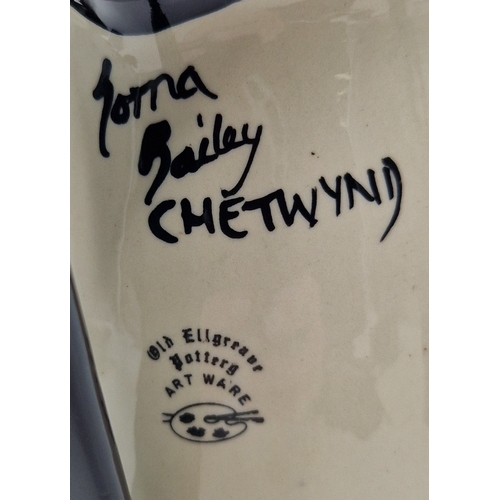 Lorna
Bailey
CHETWYND
Old Ellgreave
Pottery
ART WARE